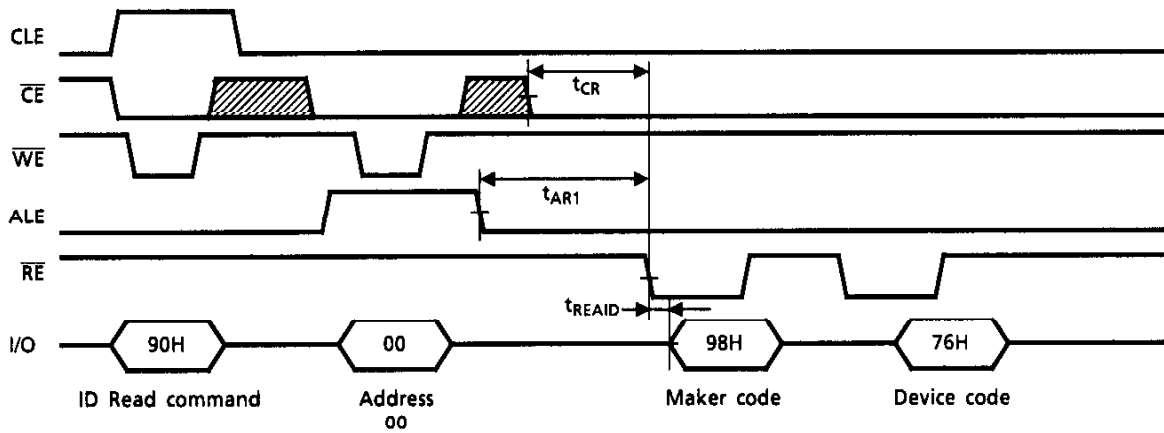 CLE
CE
tCR
WE
tAR1
ALE
RE
tREAID
I/O
90H
00
98H
76H
ID Read command
Address
00
Maker code
Device code